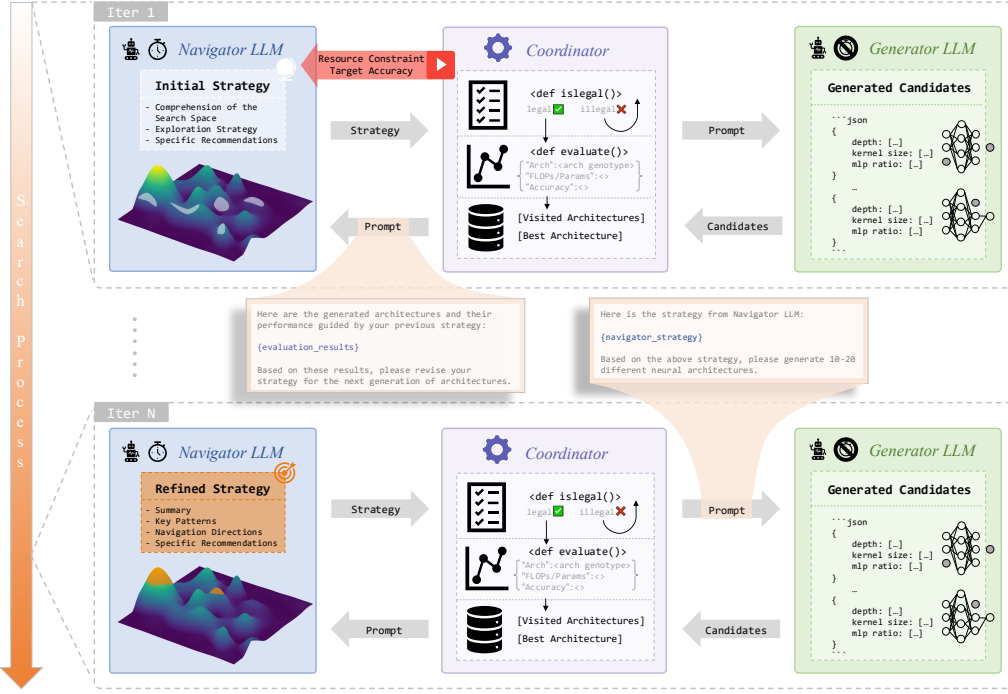 Search Process
Iter 1
Navigator LLM
Initial Strategy
- Comprehension of the
Search Space
- Exploration Strategy
- Specific Recommendations
Resource Constraint
Target Accuracy
Strategy
Prompt
Coordinator
<def islegal()>
legal illegal
<def evaluate()>
"Arch":<arch genotype>
"FLOPs/Params":<>
"Accuracy":<>
[Visited Architectures]
[Best Architecture]
Prompt
Candidates
Generator LLM
Generated Candidates
```json
{
depth: […]
kernel size: […]
mlp ratio: […]
}
…
{
depth: […]
kernel size: […]
mlp ratio: […]
}
```
Here are the generated architectures and their
performance guided by your previous strategy:
{evaluation_results}
Based on these results, please revise your
strategy for the next generation of architectures.
Here is the strategy from Navigator LLM:
{navigator_strategy}
Based on the above strategy, please generate 10-20
different neural architectures.
Iter N
Navigator LLM
Refined Strategy
- Summary
- Key Patterns
- Navigation Directions
- Specific Recommendations
Strategy
Prompt
Coordinator
<def islegal()>
legal illegal
<def evaluate()>
"Arch":<arch genotype>
"FLOPs/Params":<>
"Accuracy":<>
[Visited Architectures]
[Best Architecture]
Prompt
Candidates
Generator LLM
Generated Candidates
```json
{
depth: […]
kernel size: […]
mlp ratio: […]
}
…
{
depth: […]
kernel size: […]
mlp ratio: […]
}
```